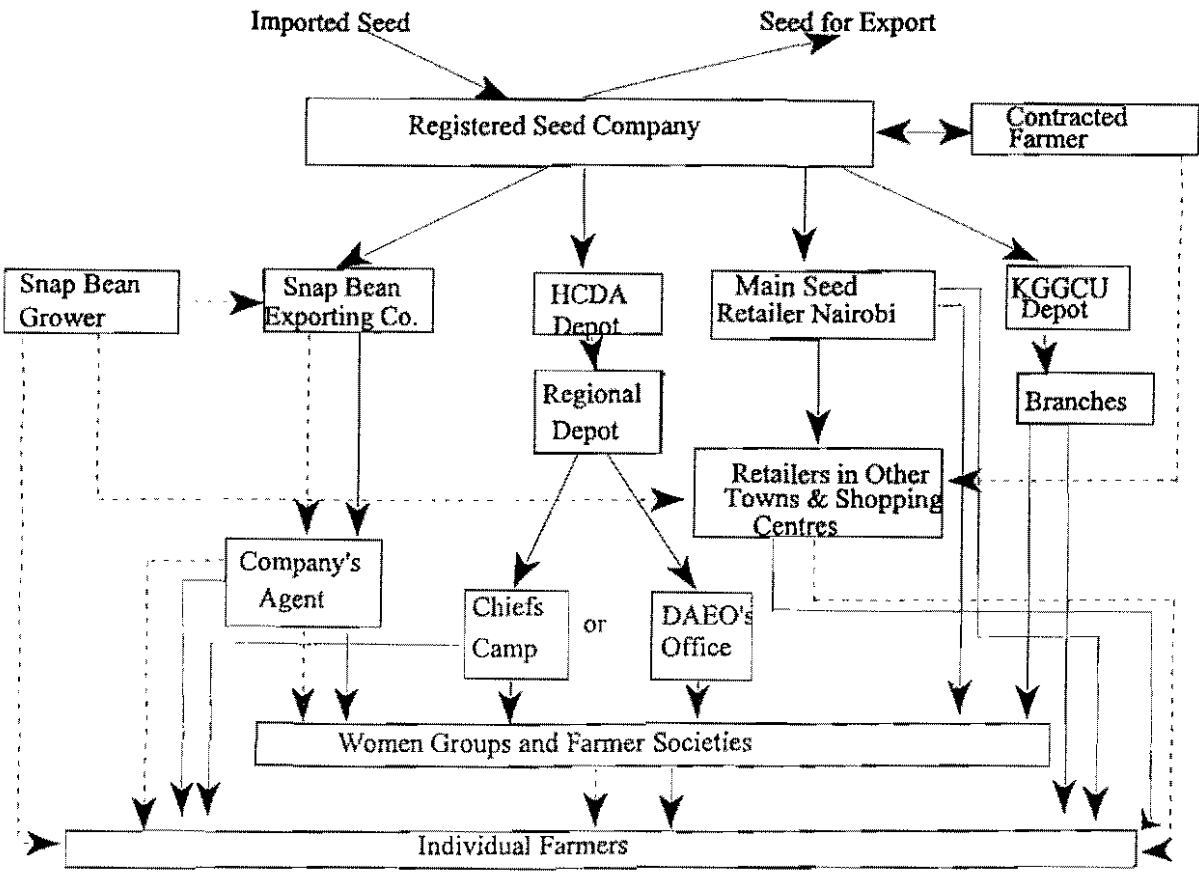 Imported Seed
Seed for Export
Registered Seed Company
Contracted
Farmer
Snap Bean
Grower
Snap Bean
Exporting Co.
HCDA
Depot
Main Seed
Retailer Nairobi
KGGCU
Depot
Regional
Depot
Branches
Retailers in Other
Towns & Shopping
Centres
Company's
Agent
Chiefs
Camp
or
DAEO's
Office
Women Groups and Farmer Societies
Individual Farmers